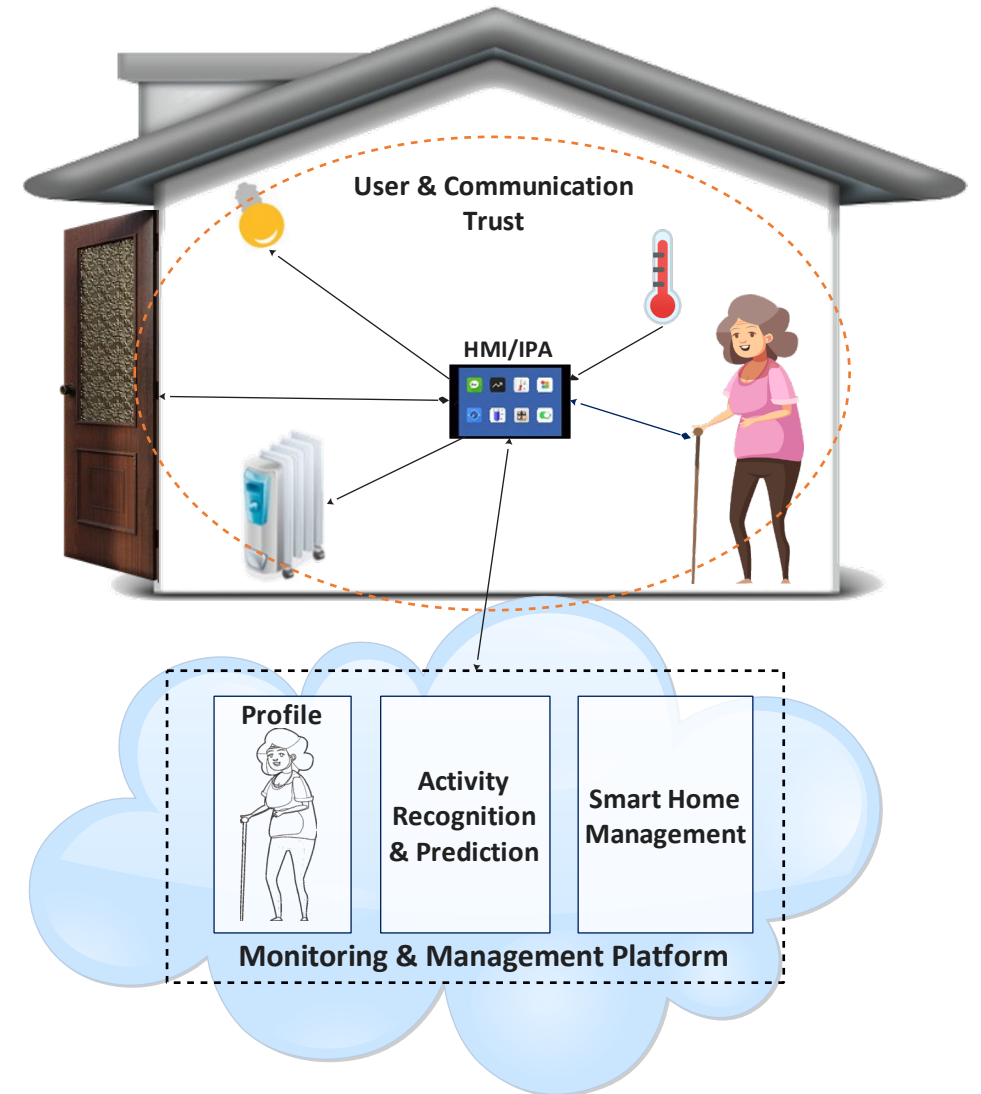 User & Communication
Trust
HMI/IPA
Profile
Activity
Recognition
& Prediction
Smart Home
Management
Monitoring & Management Platform